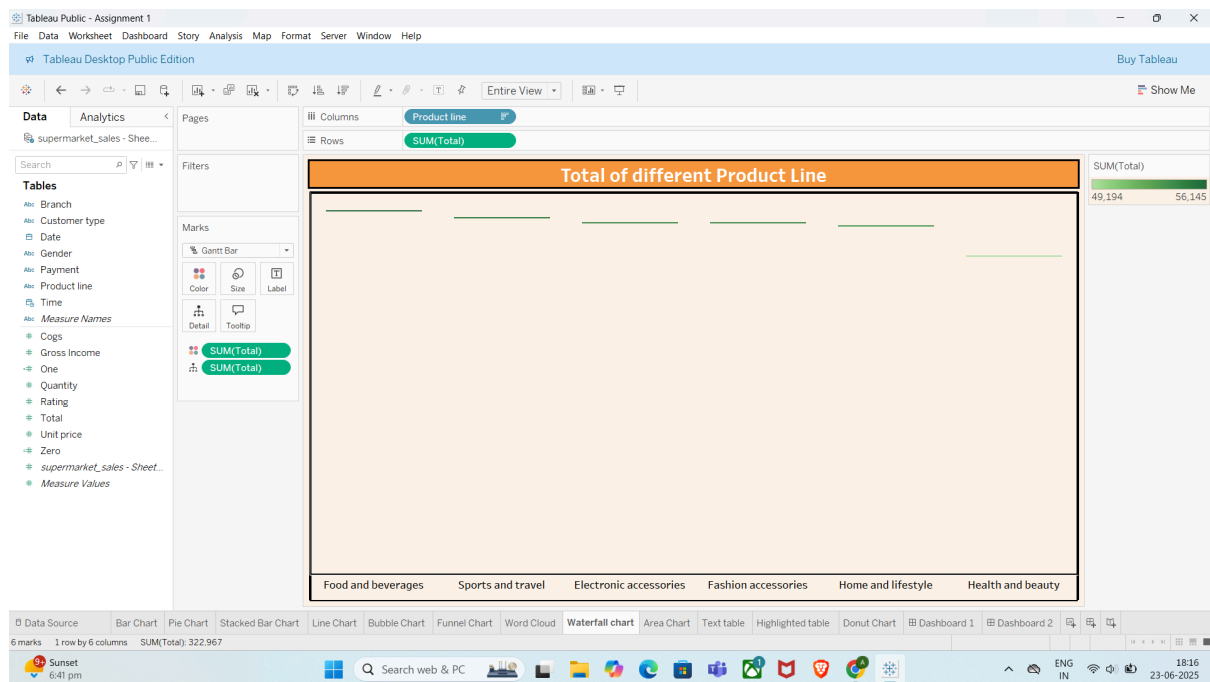 Tableau Public - Assignment 1
File Data Worksheet Dashboard Story Analysis Map Format Server Window Help
Tableau Desktop Public Edition
Buy Tableau
Entire View
Show Me
Data Analytics
supermarket_sales - Shee...
Search
Tables
Abc Branch
Abc Customer type
Date
Abc Gender
Abc Payment
Abc Product line
Time
Abc Measure Names
Cogs
Gross Income
One
Quantity
Rating
Total
Unit price
Zero
supermarket_sales - Sheet...
Measure Values
Pages
Filters
Marks
Gantt Bar
Color Size Label
Detail Tooltip
SUM(Total)
SUM(Total)
Columns Product line
Rows SUM(Total)
Total of different Product Line
Food and beverages Sports and travel Electronic accessories Fashion accessories Home and lifestyle Health and beauty
SUM(Total)
49,194 56,145
Data Source Bar Chart Pie Chart Stacked Bar Chart Line Chart Bubble Chart Funnel Chart Word Cloud Waterfall chart Area Chart Text table Highlighted table Donut Chart Dashboard 1 Dashboard 2
6 marks 1 row by 6 columns SUM(Total): 322,967
9+ Sunset
6:41 pm
Search web & PC
1
A
ENG
IN
18:16
23-06-2025